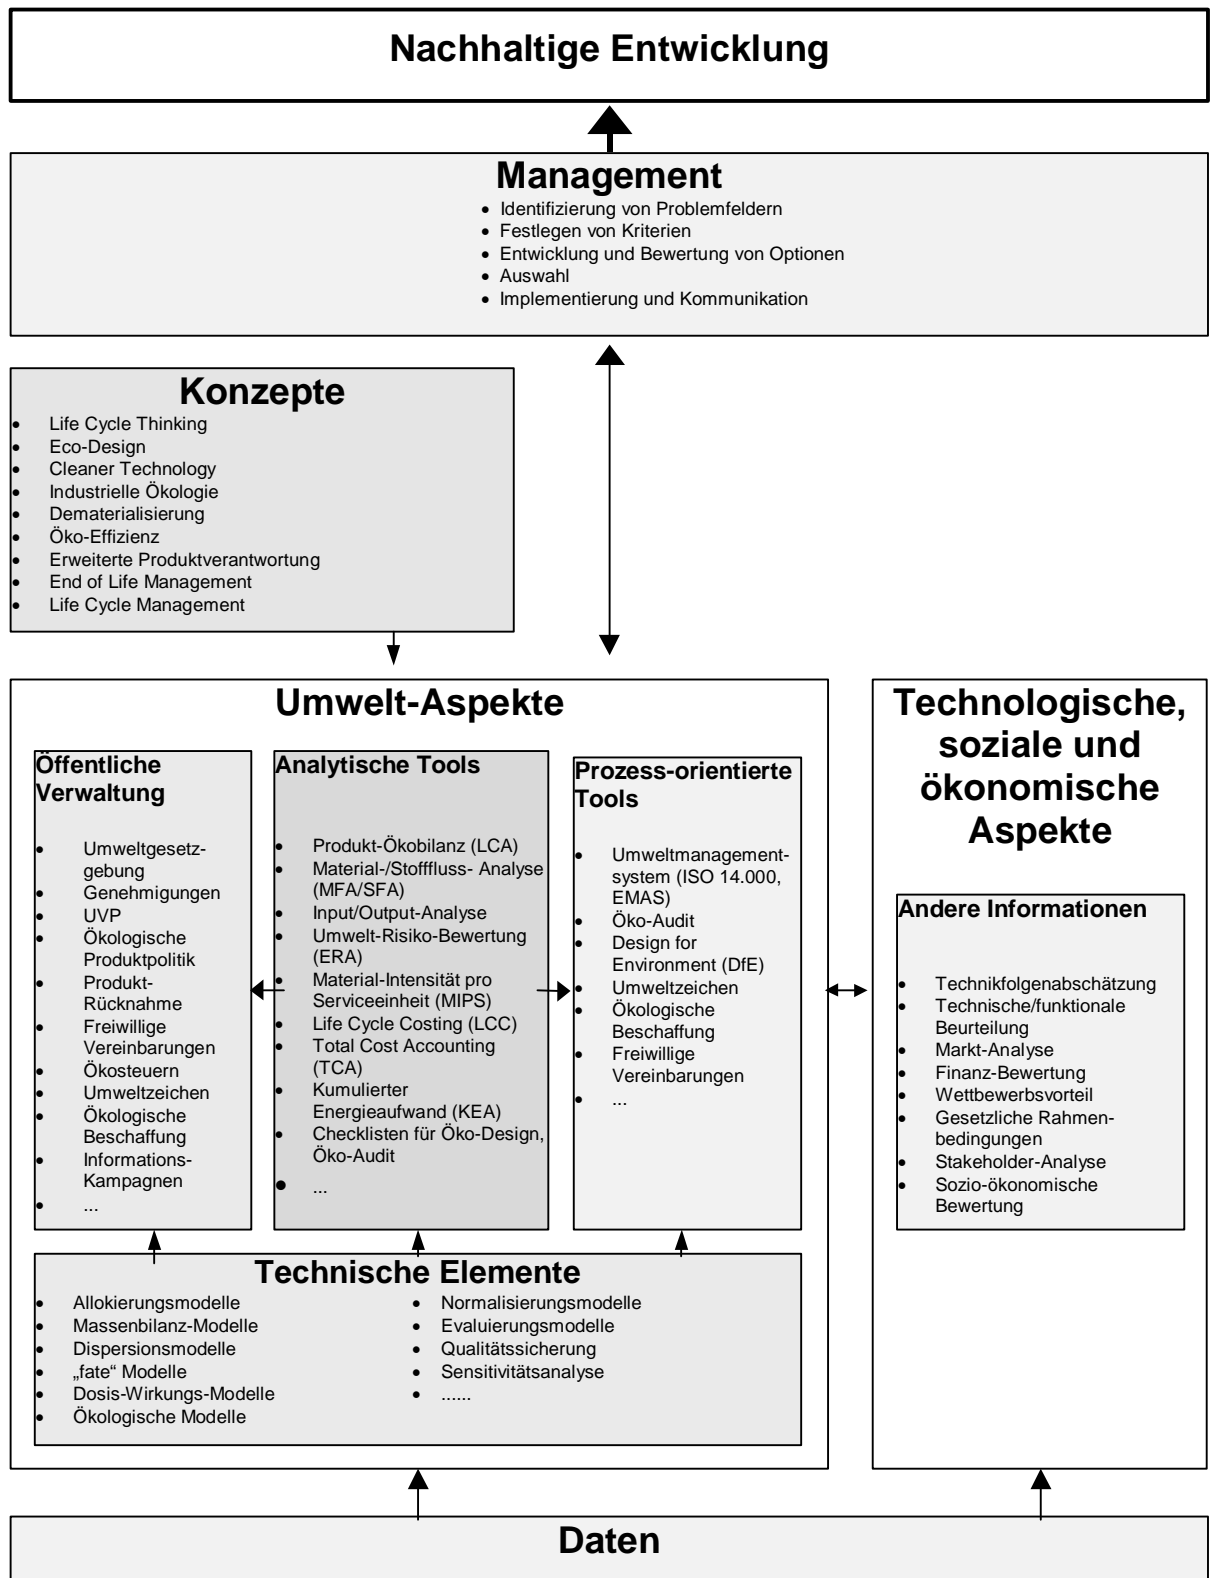 Nachhaltige Entwicklung
Management
• Identifizierung von Problemfeldern
• Festlegen von Kriterien
• Entwicklung und Bewertung von Optionen
• Auswahl
• Implementierung und Kommunikation
Konzepte
• Life Cycle Thinking
• Eco-Design
• Cleaner Technology
• Industrielle Ökologie
• Dematerialisierung
• Öko-Effizienz
• Erweiterte Produktverantwortung
• End of Life Management
• Life Cycle Management
Umwelt-Aspekte
Öffentliche
Verwaltung
• Umweltgesetz-
gebung
• Genehmigungen
• UVP
• Ökologische
Produktpolitik
• Produkt-
Rücknahme
• Freiwillige
Vereinbarungen
• Ökosteuern
• Umweltzeichen
• Ökologische
Beschaffung
• Informations-
Kampagnen
• ...
Analytische Tools
• Produkt-Ökobilanz (LCA)
• Material-/Stofffluss- Analyse
(MFA/SFA)
• Input/Output-Analyse
• Umwelt-Risiko-Bewertung
(ERA)
• Material-Intensität pro
Serviceeinheit (MIPS)
• Life Cycle Costing (LCC)
• Total Cost Accounting
(TCA)
• Kumulierter
Energieaufwand (KEA)
• Checklisten für Öko-Design,
Öko-Audit
• ...
Prozess-orientierte
Tools
• Umweltmanagement-
system (ISO 14.000,
EMAS)
• Öko-Audit
• Design for
Environment (DfE)
• Umweltzeichen
• Ökologische
Beschaffung
• Freiwillige
Vereinbarungen
• ...
Technische Elemente
• Allokierungsmodelle
• Massenbilanz-Modelle
• Dispersionsmodelle
• „fate“ Modelle
• Dosis-Wirkungs-Modelle
• Ökologische Modelle
• Normalisierungsmodelle
• Evaluierungsmodelle
• Qualitätssicherung
• Sensitivitätsanalyse
• ......
Technologische,
soziale und
ökonomische
Aspekte
Andere Informationen
• Technikfolgenabschätzung
• Technische/funktionale
Beurteilung
• Markt-Analyse
• Finanz-Bewertung
• Wettbewerbsvorteil
• Gesetzliche Rahmen-
bedingungen
• Stakeholder-Analyse
• Sozio-ökonomische
Bewertung
Daten